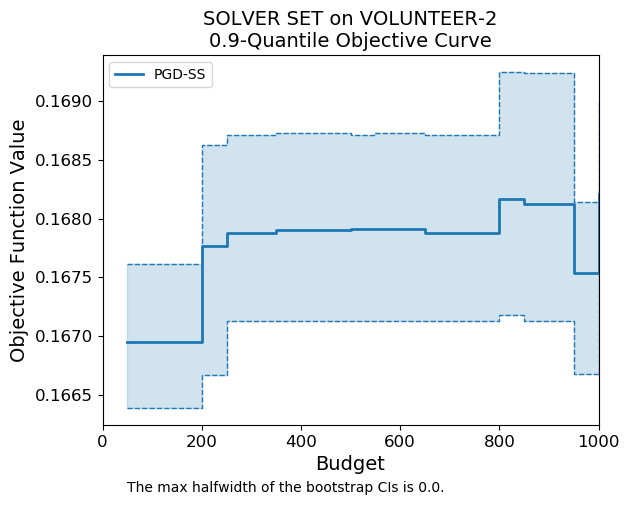 SOLVER SET on VOLUNTEER-2
0.9-Quantile Objective Curve
PGD-SS
Objective Function Value
0.1690
0.1685
0.1680
0.1675
0.1670
0.1665
0 200 400 600 800 1000
Budget
The max halfwidth of the bootstrap CIs is 0.0.